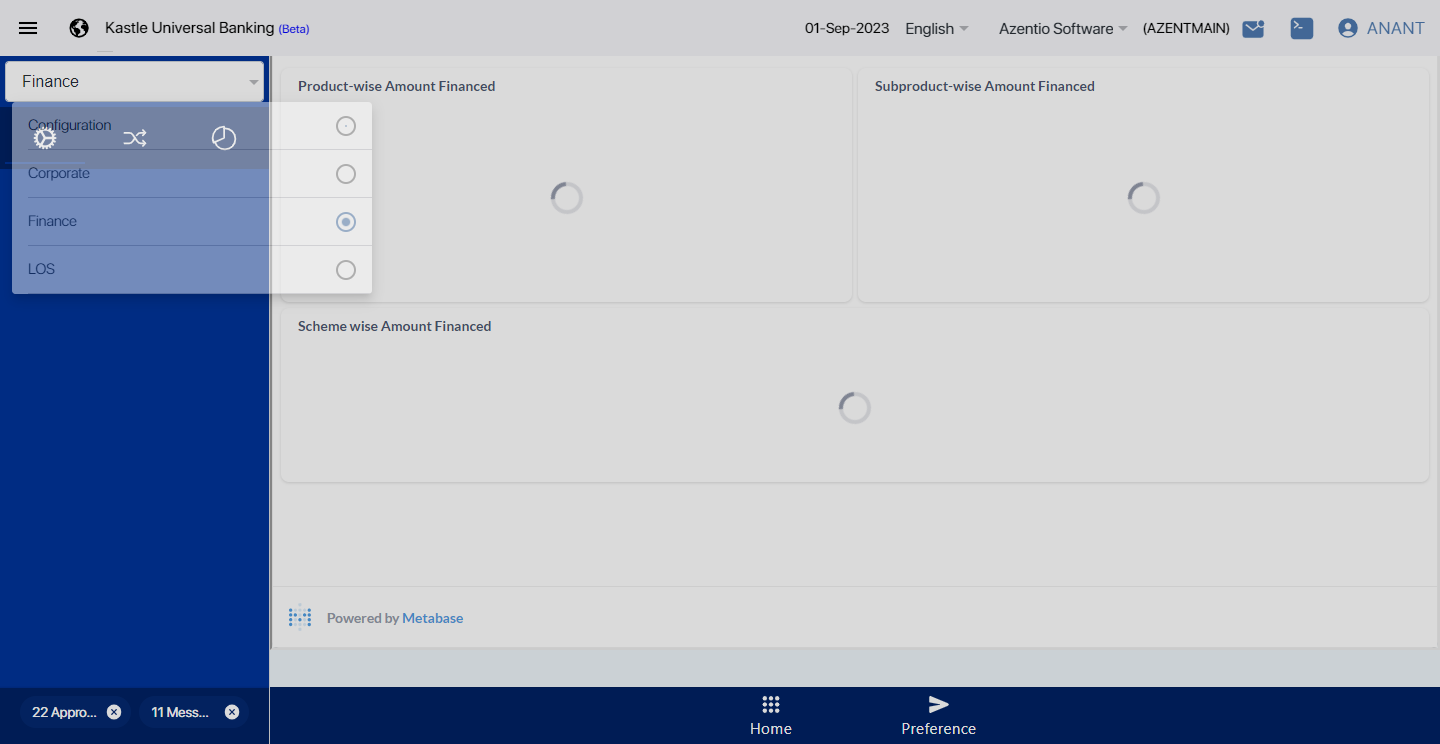 Kastle Universal Banking (Beta)
01-Sep-2023
English
Azentio Software
(AZENTMAIN)
ANANT
Finance
Configuration
Corporate
Finance
LOS
Product-wise Amount Financed
Subproduct-wise Amount Financed
Scheme wise Amount Financed
Powered by Metabase
22 Appro...
11 Mess...
Home
Preference